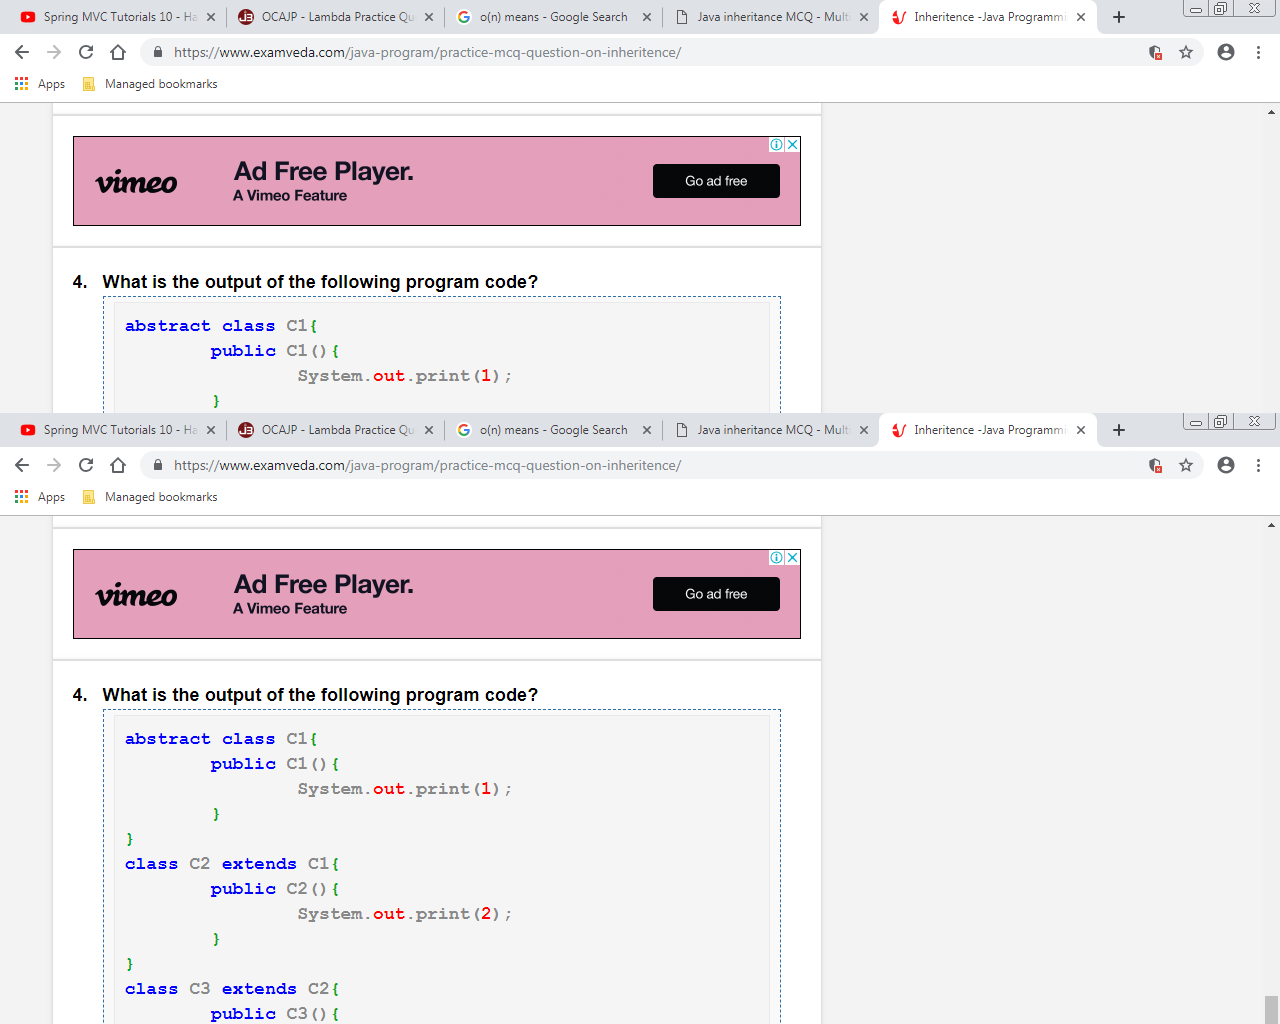 Spring MVC Tutorials 10 - Ha
OCAJP - Lambda Practice Qu
o(n) means - Google Search
Java inheritance MCQ - Multi
Inheritence -Java Programmi
https://www.examveda.com/java-program/practice-mcq-question-on-inheritence/
Apps
Managed bookmarks
vimeo
Ad Free Player.
A Vimeo Feature
Go ad free
4. What is the output of the following program code?
abstract class C1{
public C1(){
System.out.print(1);
}
Spring MVC Tutorials 10 - Ha
OCAJP - Lambda Practice Qu
o(n) means - Google Search
Java inheritance MCQ - Multi
Inheritence -Java Programmi
https://www.examveda.com/java-program/practice-mcq-question-on-inheritence/
Apps
Managed bookmarks
vimeo
Ad Free Player.
A Vimeo Feature
Go ad free
4. What is the output of the following program code?
abstract class C1{
public C1(){
System.out.print(1);
}
}
class C2 extends C1{
public C2(){
System.out.print(2);
}
}
class C3 extends C2{
public C3(){